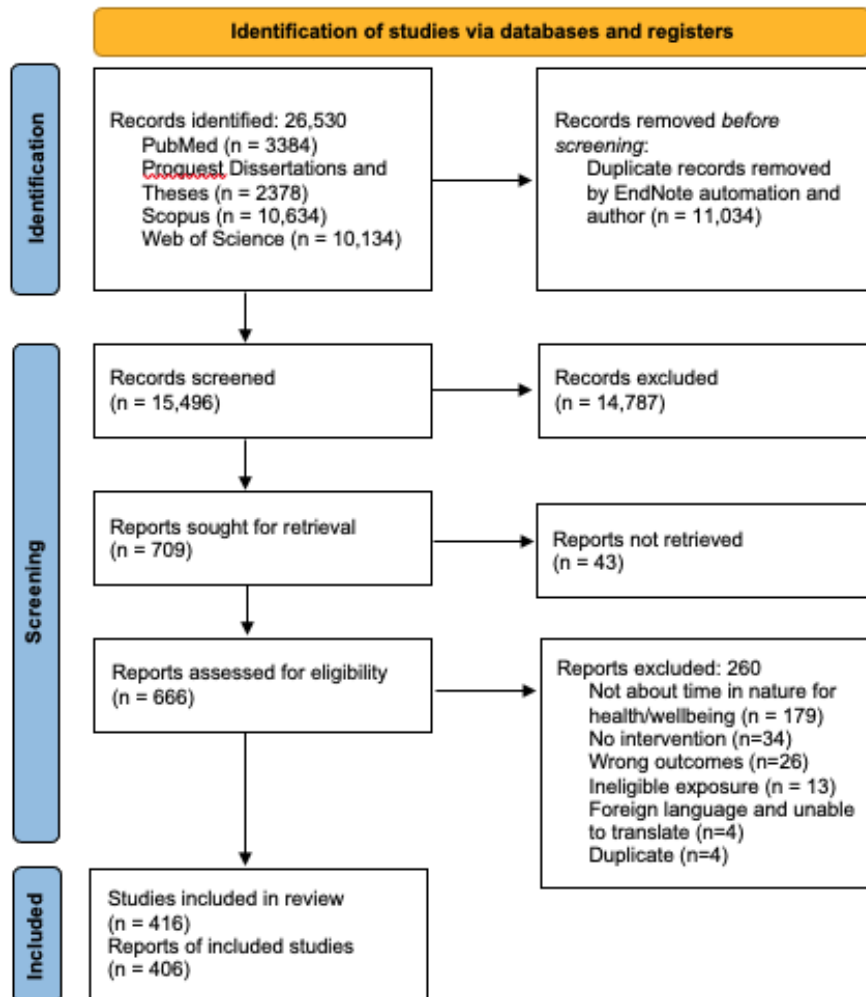 Identification of studies via databases and registers
Identification
Records identified: 26,530
PubMed (n = 3384)
Proquest Dissertations and
Theses (n = 2378)
Scopus (n = 10,634)
Web of Science (n = 10,134)
Records removed before
screening:
Duplicate records removed
by EndNote automation and
author (n = 11,034)
Screening
Records screened
(n = 15,496)
Records excluded
(n = 14,787)
Reports sought for retrieval
(n = 709)
Reports not retrieved
(n = 43)
Reports assessed for eligibility
(n = 666)
Reports excluded: 260
Not about time in nature for
health/wellbeing (n = 179)
No intervention (n=34)
Wrong outcomes (n=26)
Ineligible exposure (n = 13)
Foreign language and unable
to translate (n=4)
Duplicate (n=4)
Included
Studies included in review
(n = 416)
Reports of included studies
(n = 406)